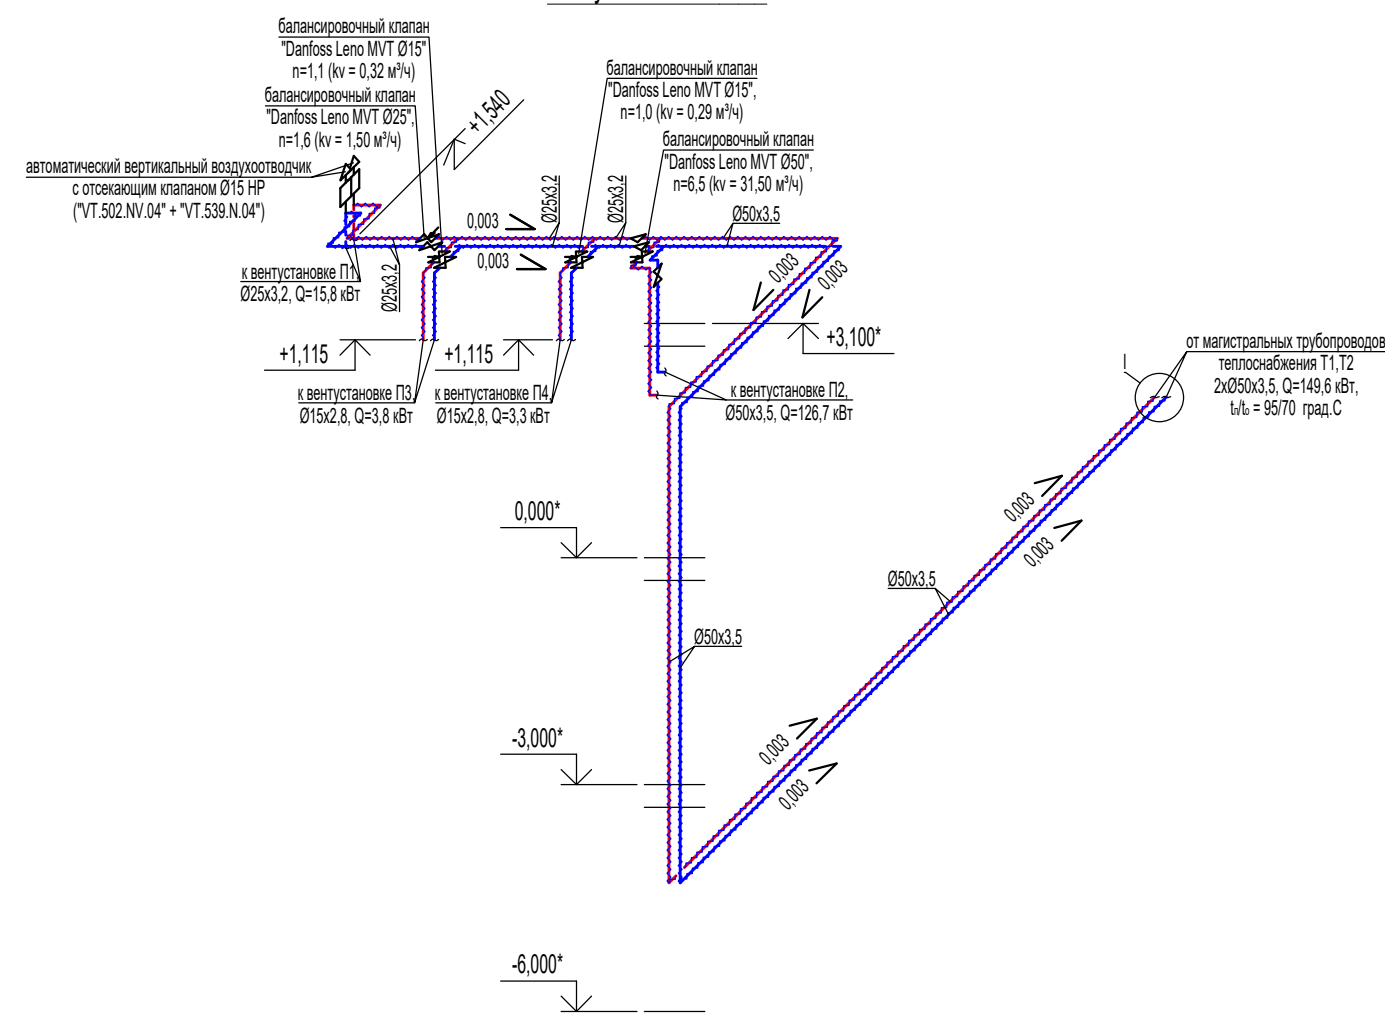 балансировочный клапан
"Danfoss Leno MVT Ø15"
n=1,1 (kv = 0,32 м³/ч)
балансировочный клапан
"Danfoss Leno MVT Ø25",
n=1,6 (kv = 1,50 м³/ч)
автоматический вертикальный воздухоотводчик
с отсекающим клапаном Ø15 НР
("VT.502.NV.04" + "VT.539.N.04")
+1,540
балансировочный клапан
"Danfoss Leno MVT Ø15",
n=1,0 (kv = 0,29 м³/ч)
балансировочный клапан
"Danfoss Leno MVT Ø50",
n=6,5 (kv = 31,50 м³/ч)
0,003
Ø25x3,2
Ø25x3,2
Ø50x3,5
0,003
Ø25x3,2
к вентустановке П1,
Ø25x3,2, Q=15,8 кВт
0,003
0,003
+3,100*
+1,115
+1,115
к вентустановке П3,
Ø15x2,8, Q=3,8 кВт
к вентустановке П4,
Ø15x2,8, Q=3,3 кВт
к вентустановке П2,
Ø50x3,5, Q=126,7 кВт
I
от магистральных трубопроводов
теплоснабжения Т1,Т2
2xØ50x3,5, Q=149,6 кВт,
tп/tо = 95/70 град.С
0,003
0,003
0,000*
Ø50x3,5
Ø50x3,5
-3,000*
0,003
0,003
-6,000*